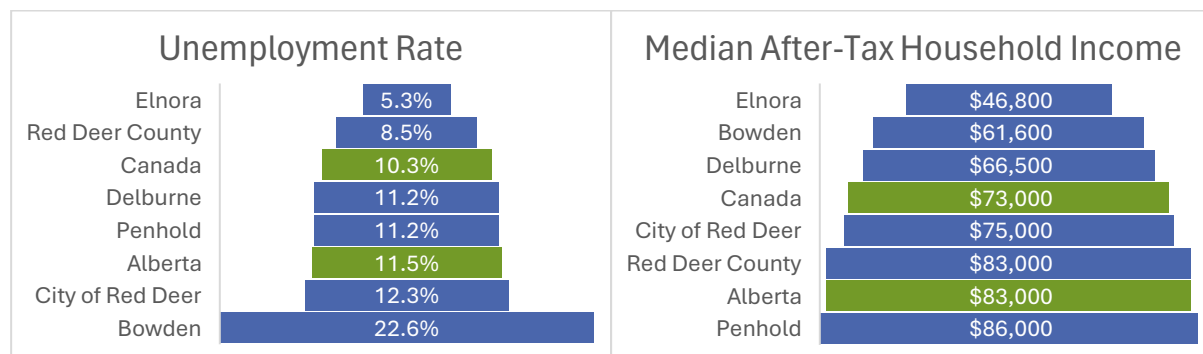 Unemployment Rate
Elnora 5.3%
Red Deer County 8.5%
Canada 10.3%
Delburne 11.2%
Penhold 11.2%
Alberta 11.5%
City of Red Deer 12.3%
Bowden 22.6%
Median After-Tax Household Income
Elnora $46,800
Bowden $61,600
Delburne $66,500
Canada $73,000
City of Red Deer $75,000
Red Deer County $83,000
Alberta $83,000
Penhold $86,000